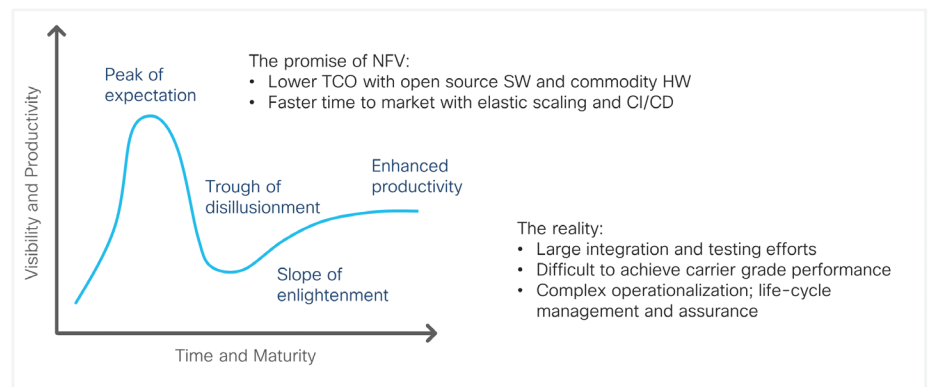 The promise of NFV:
• Lower TCO with open source SW and commodity HW
• Faster time to market with elastic scaling and CI/CD
Peak of
expectation
Trough of
disillusionment
Enhanced
productivity
Slope of
enlightenment
Visibility and Productivity
Time and Maturity
The reality:
• Large integration and testing efforts
• Difficult to achieve carrier grade performance
• Complex operationalization; life-cycle
management and assurance